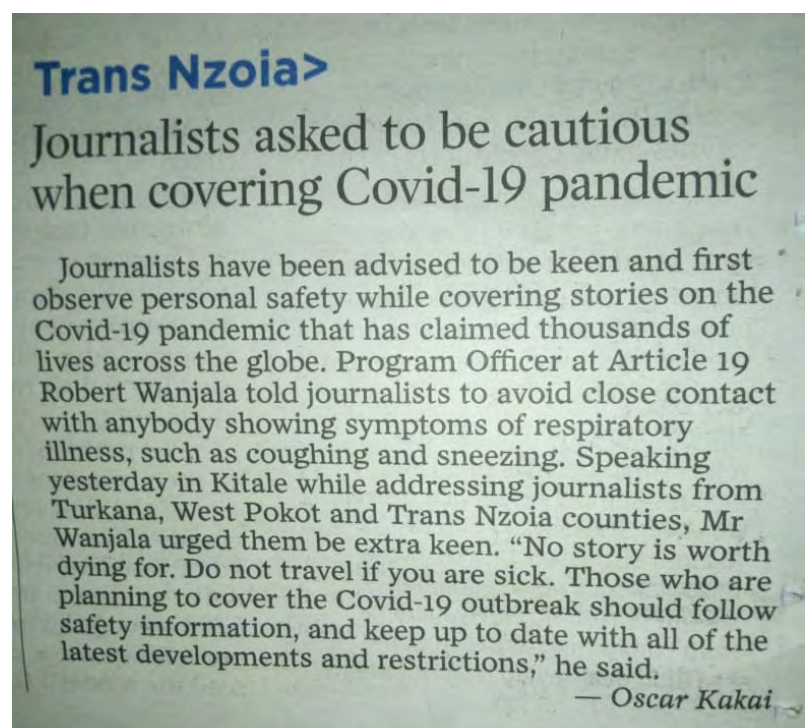 Trans Nzoia>
Journalists asked to be cautious
when covering Covid-19 pandemic
Journalists have been advised to be keen and first
observe personal safety while covering stories on the
Covid-19 pandemic that has claimed thousands of
lives across the globe. Program Officer at Article 19
Robert Wanjala told journalists to avoid close contact
with anybody showing symptoms of respiratory
illness, such as coughing and sneezing. Speaking
yesterday in Kitale while addressing journalists from
Turkana, West Pokot and Trans Nzoia counties, Mr
Wanjala urged them be extra keen. “No story is worth
dying for. Do not travel if you are sick. Those who are
planning to cover the Covid-19 outbreak should follow
safety information, and keep up to date with all of the
latest developments and restrictions,” he said.
— Oscar Kakai